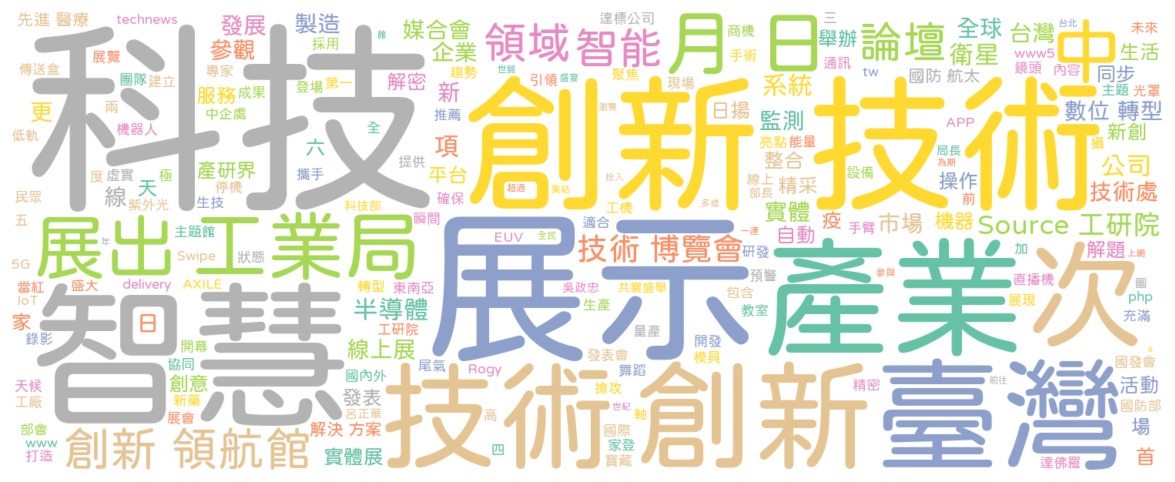 先進 醫療
technews
發展
製造
媒合會
達標公司
商機
三
舉辦
全球
台灣
台北
未來
展覽
參觀
採用
企業
領域
智能
月
日
論壇
手術
通訊
衛星
www5
中
生活
傳送盒
專家
團隊
建立
登場
第一
解密
趨勢
世貿
引領
盛宴
聚焦
現場
系統
tw
國防 航太
鏡頭
內容
同步
科技
更
兩
服務
成果
中企處
新
創新
瀏覽
推薦
日揚
監測
亮點
能量
APP
技術
數位 轉型
主題
光罩
攝
新創
低軌
機器人
六
全
項
產研界
提供
平台
整合
設備
局長
為期
公司
民眾
度
虛實
天
極
線
紫外光
停機
攜手
確保
超過
集結
投入
線上
部長
精采
操作
前
技術處
五
生技
科技部
瞬間
工機
多樣
實體
疫
市場
機器
Source
工研院
展出
工業局
年
主題館
適合
手臂
自動
加
解題
上網
5G
Swipe
狀態
EUV
全民
一連
技術 博覽會
研發
參與
次
當紅
盛大
delivery
AXILE
轉型
東南亞
展示
吳政忠
共襄盛舉
預警
產業
直播機
圖
IoT
半導體
生產
包含
展現
php
家
日
工研院
教室
充滿
錄影
智慧
開幕
線上展
量產
開發
發表會
模具
國發會
協同
尾氣
Rogy
舞蹈
前往
天候
創意
國內外
技術
創新
搶攻
精密
臺灣
活動
工廠
新藥
發表
世紀
國防部
展會
呂正華
高
軸
部會
www
打造
創新 領航館
解決 方案
實體展
四
國際
家登
寶藏
場
達佛羅
首